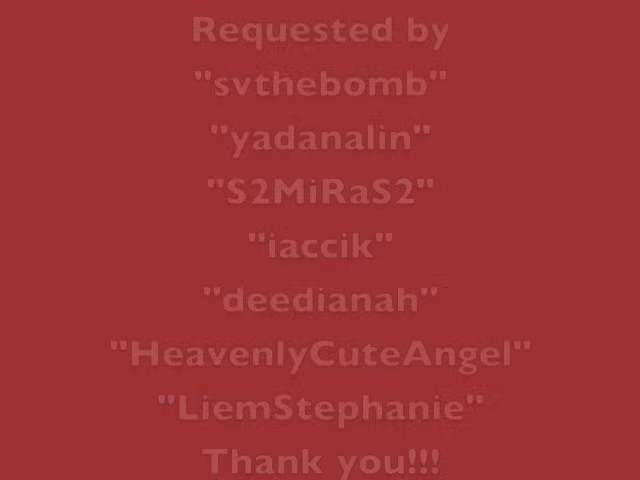 Requested by
"svthebomb"
"yadanalin"
"S2MiRaS2"
"iaccik"
"deedianah"
"HeavenlyCuteAngel"
"LiemStephanie"
Thank you!!!